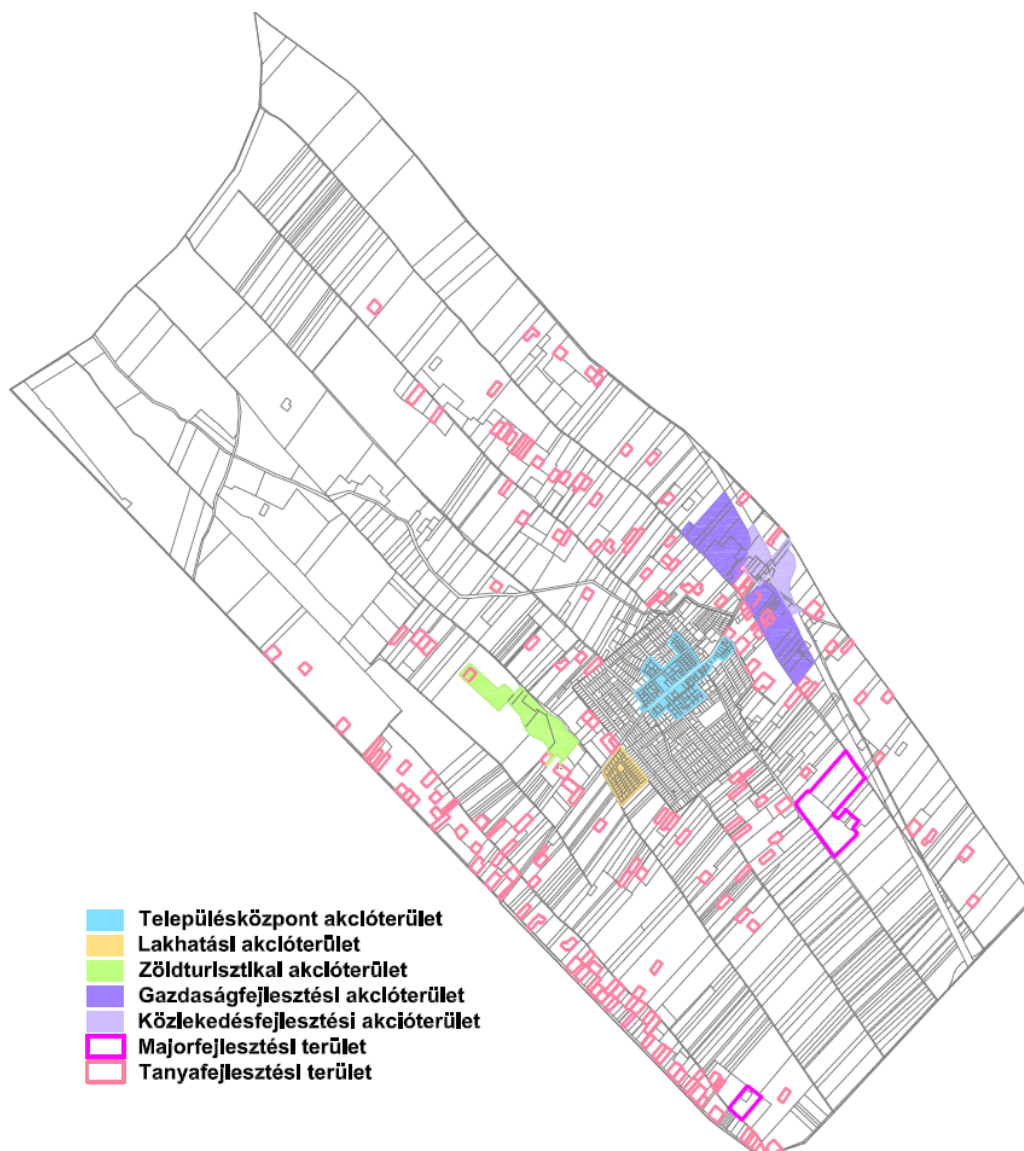 Településközpont akcióterület
Lakhatási akcióterület
Zöldturisztikai akcióterület
Gazdaságfejlesztési akcióterület
Közlekedésfejlesztési akcióterület
Majorfejlesztési terület
Tanyafejlesztési terület